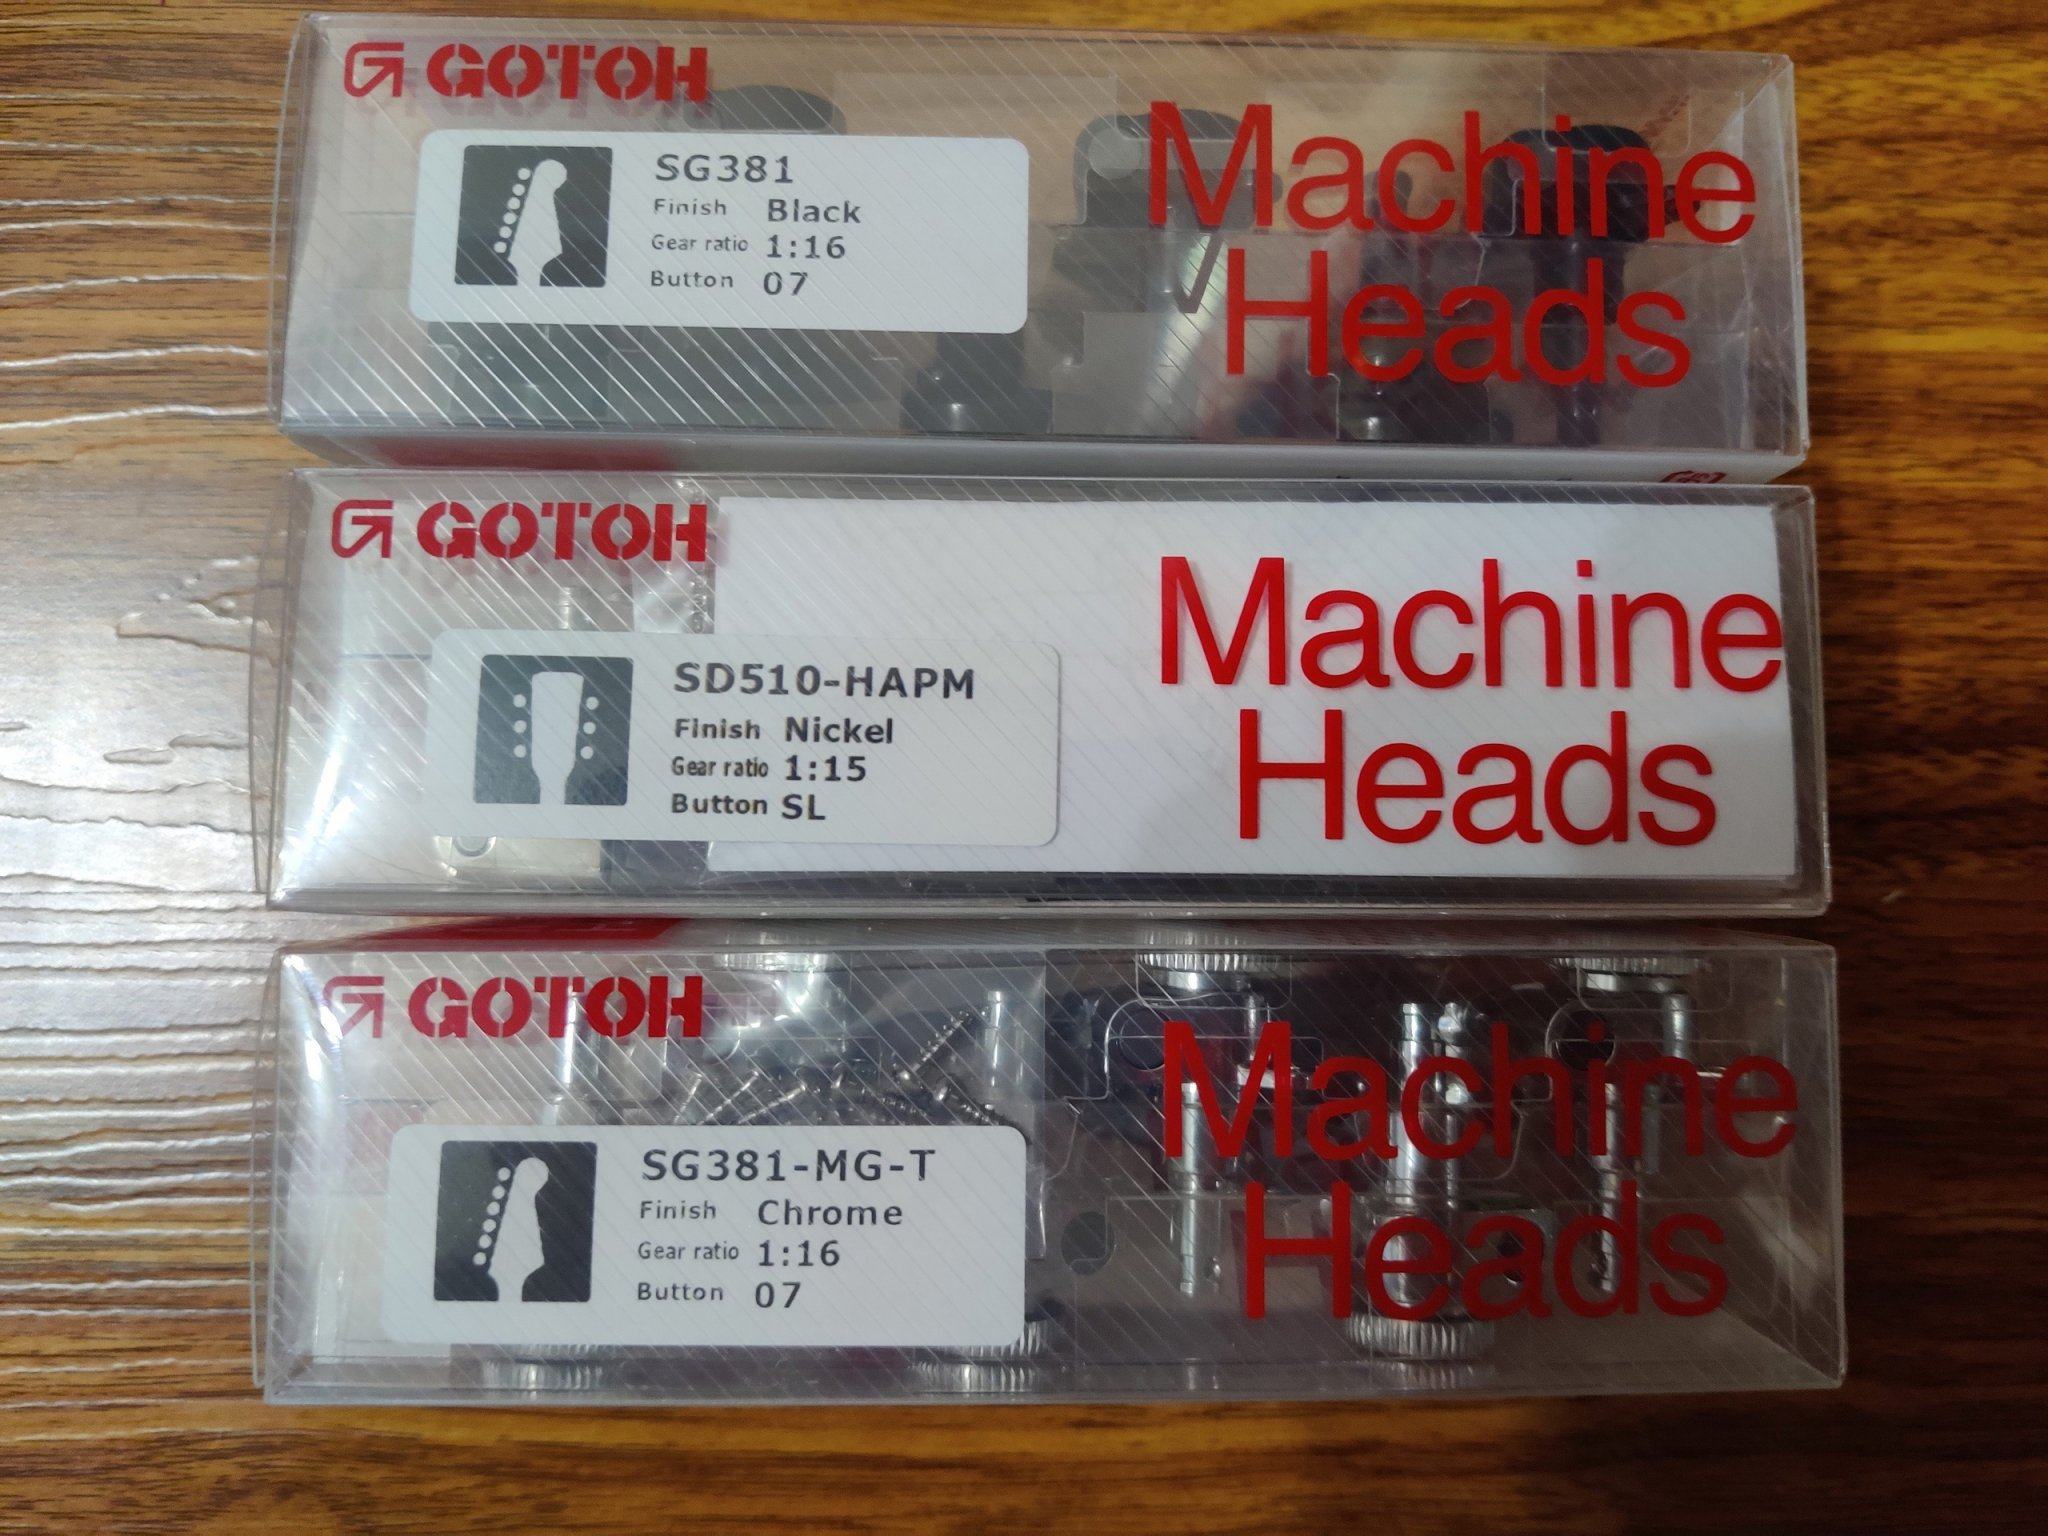 GOTOH
SG381
Finish Black
Gear ratio 1:16
Button 07
Machine
Heads
GOTOH
SD510-HAPM
Finish Nickel
Gear ratio 1:15
Button SL
Machine
Heads
GOTOH
SG381-MG-T
Finish Chrome
Gear ratio 1:16
Button 07
Machine
Heads